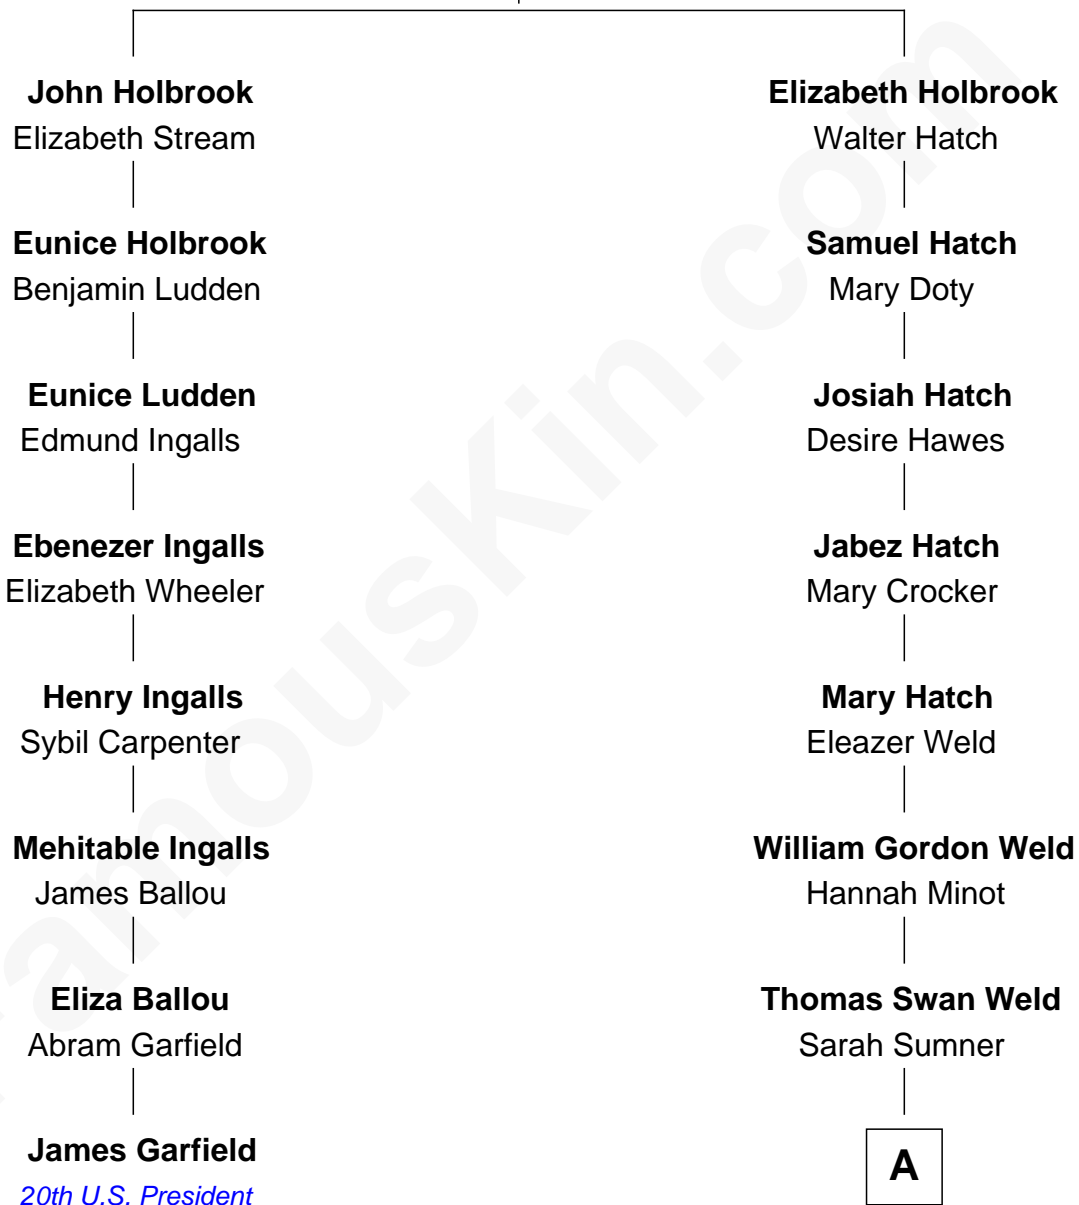 John Holbrook
Elizabeth Stream
Eunice Holbrook
Benjamin Ludden
Eunice Ludden
Edmund Ingalls
Ebenezer Ingalls
Elizabeth Wheeler
Henry Ingalls
Sybil Carpenter
Mehitable Ingalls
James Ballou
Eliza Ballou
Abram Garfield
James Garfield
20th U.S. President
Elizabeth Holbrook
Walter Hatch
Samuel Hatch
Mary Doty
Josiah Hatch
Desire Hawes
Jabez Hatch
Mary Crocker
Mary Hatch
Eleazer Weld
William Gordon Weld
Hannah Minot
Thomas Swan Weld
Sarah Sumner
A
FamousKin.com